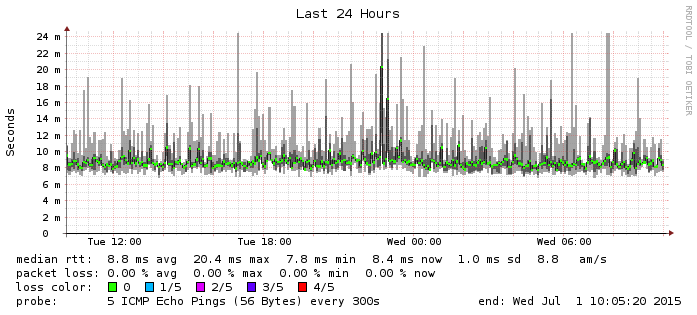 Last 24 Hours
RRDTOOL / TOBI OETIKER
Seconds
24 m
22 m
20 m
18 m
16 m
14 m
12 m
10 m
8 m
6 m
4 m
2 m
0
Tue 12:00 Tue 18:00 Wed 00:00 Wed 06:00
median rtt: 8.8 ms avg 20.4 ms max 7.8 ms min 8.4 ms now 1.0 ms sd 8.8 am/s
packet loss: 0.00 % avg 0.00 % max 0.00 % min 0.00 % now
loss color: 0 1/5 2/5 3/5 4/5
probe: 5 ICMP Echo Pings (56 Bytes) every 300s end: Wed Jul 1 10:05:20 2015